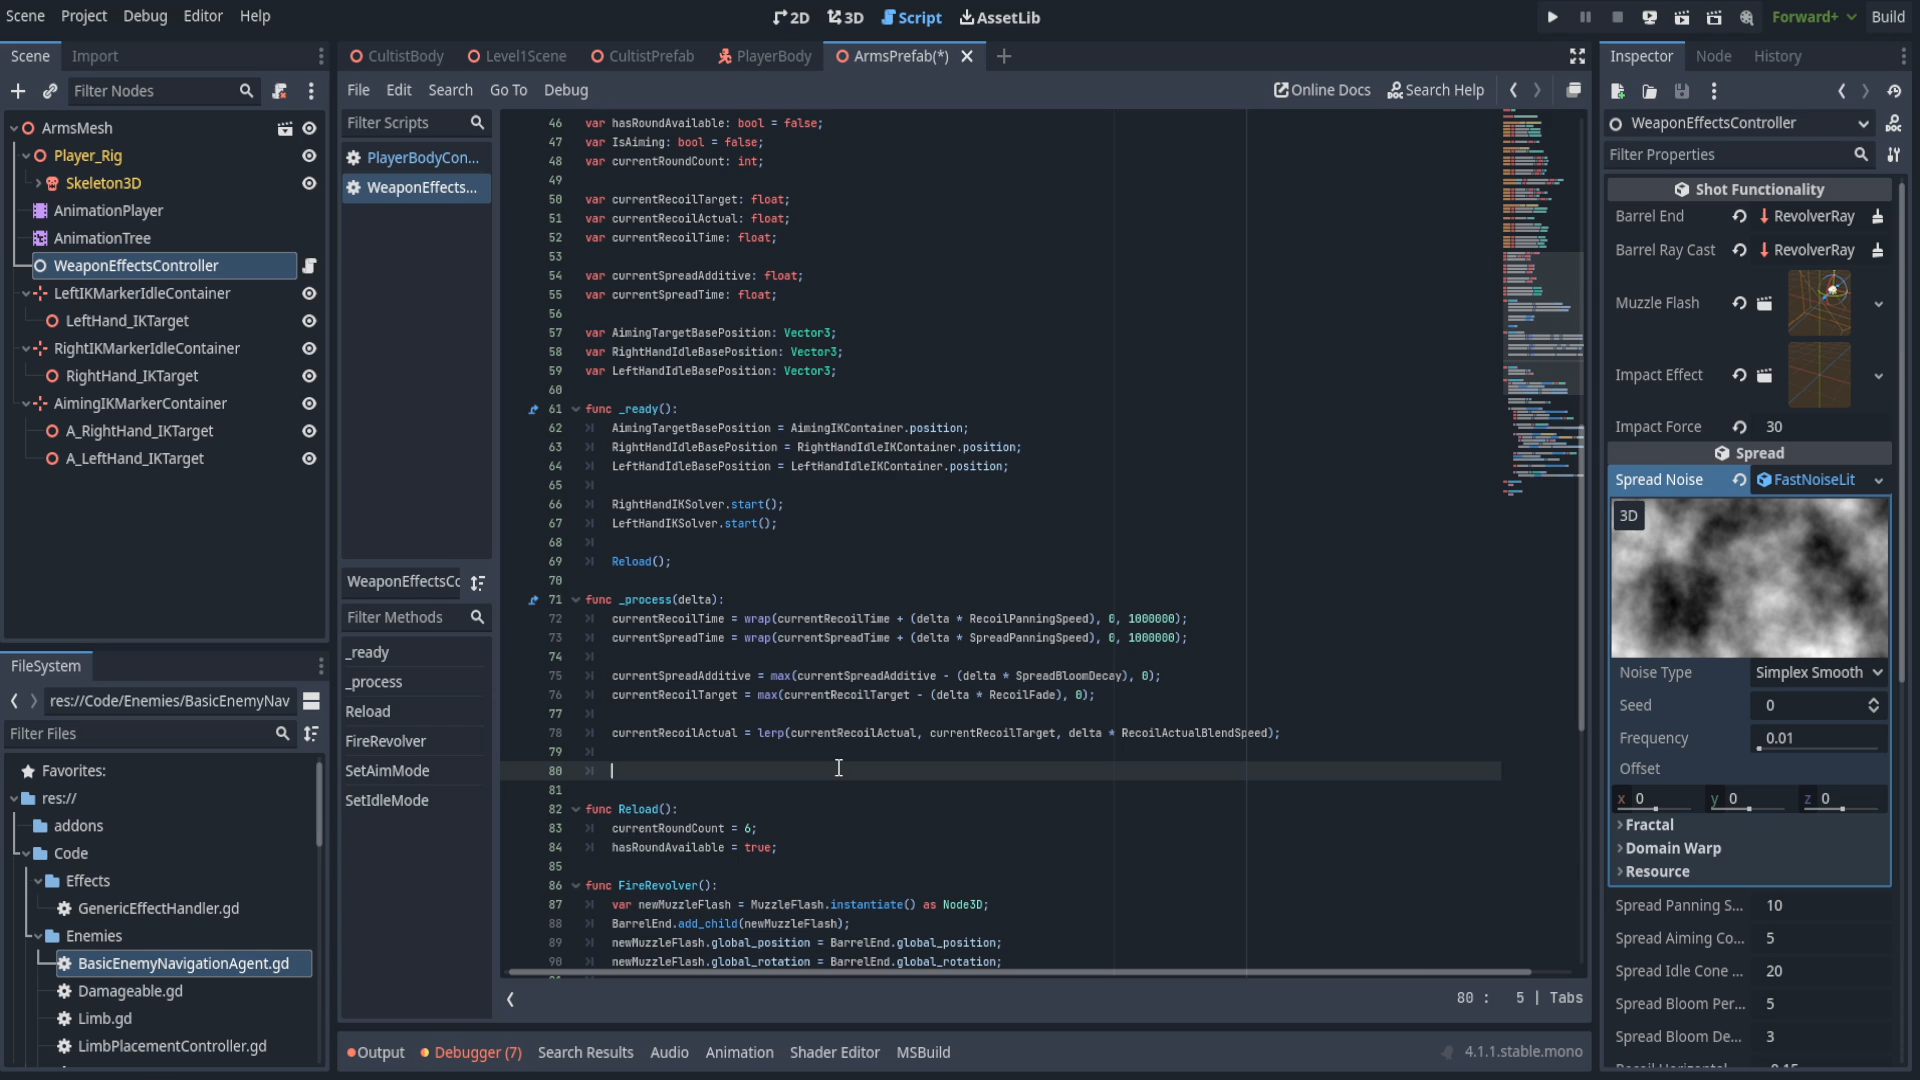 Scene Project Debug Editor Help
2D 3D Script AssetLib
Forward+ Build
Scene Import
Filter Nodes
ArmsMesh
Player_Rig
Skeleton3D
AnimationPlayer
AnimationTree
WeaponEffectsController
LeftIKMarkerIdleContainer
LeftHand_IKTarget
RightIKMarkerIdleContainer
RightHand_IKTarget
AimingIKMarkerContainer
A_RightHand_IKTarget
A_LeftHand_IKTarget
FileSystem
res://Code/Enemies/BasicEnemyNav
Filter Files
Favorites:
res://
addons
Code
Effects
GenericEffectHandler.gd
Enemies
BasicEnemyNavigationAgent.gd
Damageable.gd
Limb.gd
LimbPlacementController.gd
CultistBody Level1Scene CultistPrefab PlayerBody ArmsPrefab(*)
File Edit Search Go To Debug
Online Docs Search Help
Filter Scripts
PlayerBodyCon...
WeaponEffects...
WeaponEffectsCo
Filter Methods
_ready
_process
Reload
FireRevolver
SetAimMode
SetIdleMode
46 var hasRoundAvailable: bool = false;
47 var IsAiming: bool = false;
48 var currentRoundCount: int;
49
50 var currentRecoilTarget: float;
51 var currentRecoilActual: float;
52 var currentRecoilTime: float;
53
54 var currentSpreadAdditive: float;
55 var currentSpreadTime: float;
56
57 var AimingTargetBasePosition: Vector3;
58 var RightHandIdleBasePosition: Vector3;
59 var LeftHandIdleBasePosition: Vector3;
60
61 func _ready():
62 AimingTargetBasePosition = AimingIKContainer.position;
63 RightHandIdleBasePosition = RightHandIdleIKContainer.position;
64 LeftHandIdleBasePosition = LeftHandIdleIKContainer.position;
65
66 RightHandIKSolver.start();
67 LeftHandIKSolver.start();
68
69 Reload();
70
71 func _process(delta):
72 currentRecoilTime = wrap(currentRecoilTime + (delta * RecoilPanningSpeed), 0, 1000000);
73 currentSpreadTime = wrap(currentSpreadTime + (delta * SpreadPanningSpeed), 0, 1000000);
74
75 currentSpreadAdditive = max(currentSpreadAdditive - (delta * SpreadBloomDecay), 0);
76 currentRecoilTarget = max(currentRecoilTarget - (delta * RecoilFade), 0);
77
78 currentRecoilActual = lerp(currentRecoilActual, currentRecoilTarget, delta * RecoilActualBlendSpeed);
79
80
81
82 func Reload():
83 currentRoundCount = 6;
84 hasRoundAvailable = true;
85
86 func FireRevolver():
87 var newMuzzleFlash = MuzzleFlash.instantiate() as Node3D;
88 BarrelEnd.add_child(newMuzzleFlash);
89 newMuzzleFlash.global_position = BarrelEnd.global_position;
90 newMuzzleFlash.global_rotation = BarrelEnd.global_rotation;
80 : 5 | Tabs
Output Debugger (7) Search Results Audio Animation Shader Editor MSBuild
4.1.1.stable.mono
Inspector Node History
WeaponEffectsController
Filter Properties
Shot Functionality
Barrel End RevolverRay
Barrel Ray Cast RevolverRay
Muzzle Flash
Impact Effect
Impact Force 30
Spread
Spread Noise FastNoiseLit
3D
Noise Type Simplex Smooth
Seed 0
Frequency 0.01
Offset
x 0 y 0 z 0
Fractal
Domain Warp
Resource
Spread Panning S... 10
Spread Aiming Co... 5
Spread Idle Cone ... 20
Spread Bloom Per... 5
Spread Bloom De... 3